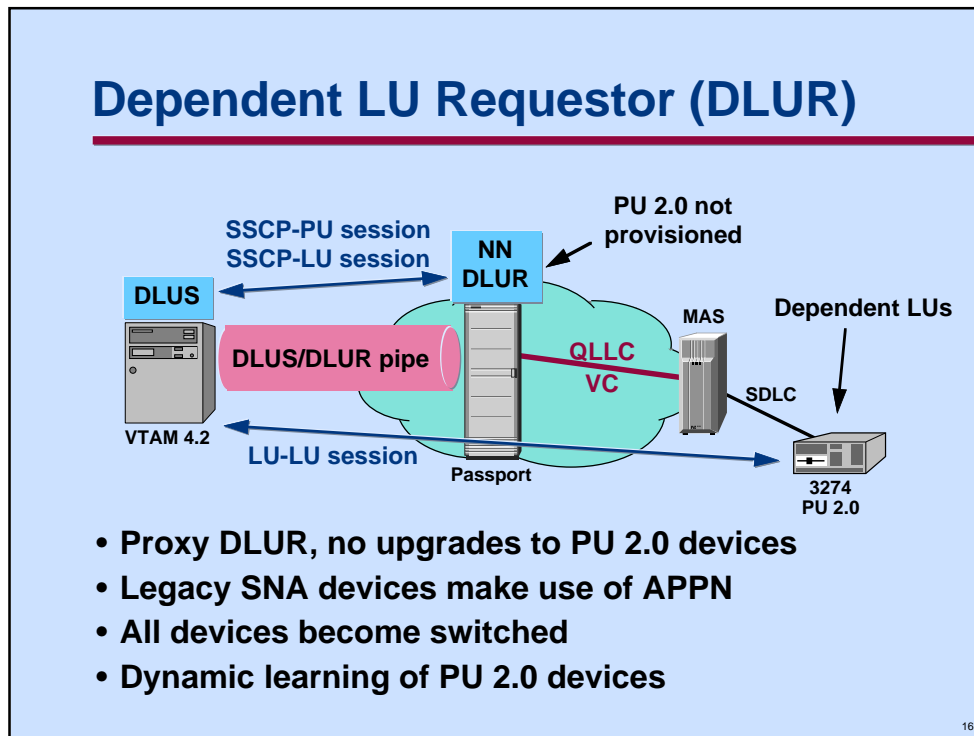 Dependent LU Requestor (DLUR)
SSCP-PU session
SSCP-LU session
NN
DLUR
PU 2.0 not
provisioned
DLUS
MAS
Dependent LUs
DLUS/DLUR pipe
QLLC
VC
SDLC
VTAM 4.2
LU-LU session
Passport
3274
PU 2.0
• Proxy DLUR, no upgrades to PU 2.0 devices
• Legacy SNA devices make use of APPN
• All devices become switched
• Dynamic learning of PU 2.0 devices
16